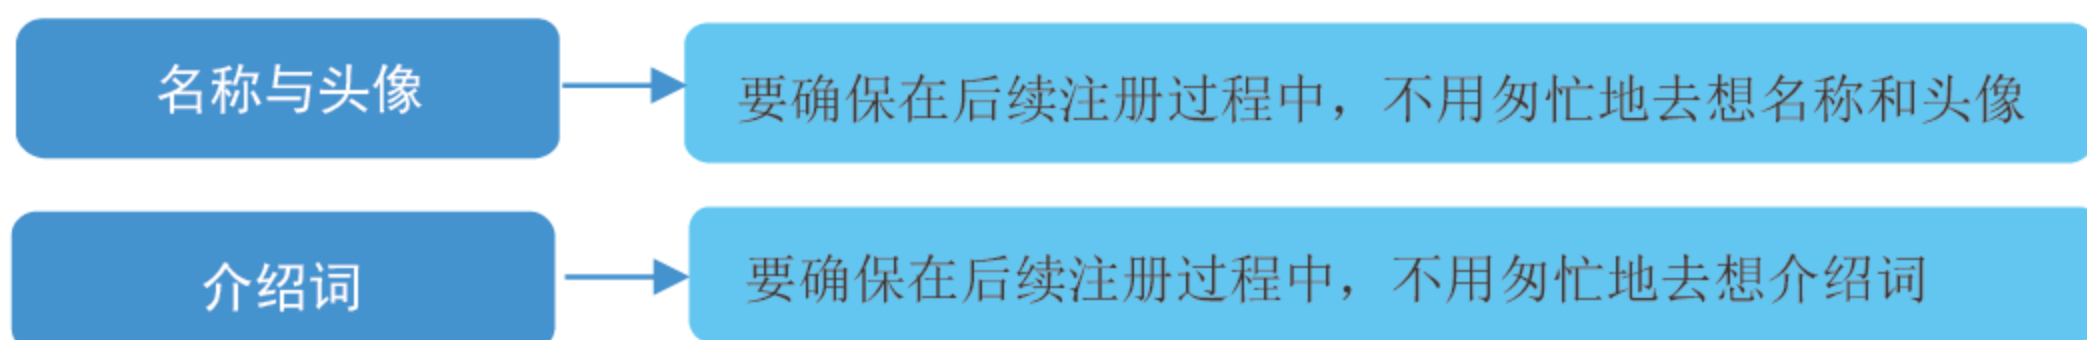 名称与头像
要确保在后续注册过程中，不用匆忙地去想名称和头像
介绍词
要确保在后续注册过程中，不用匆忙地去想介绍词